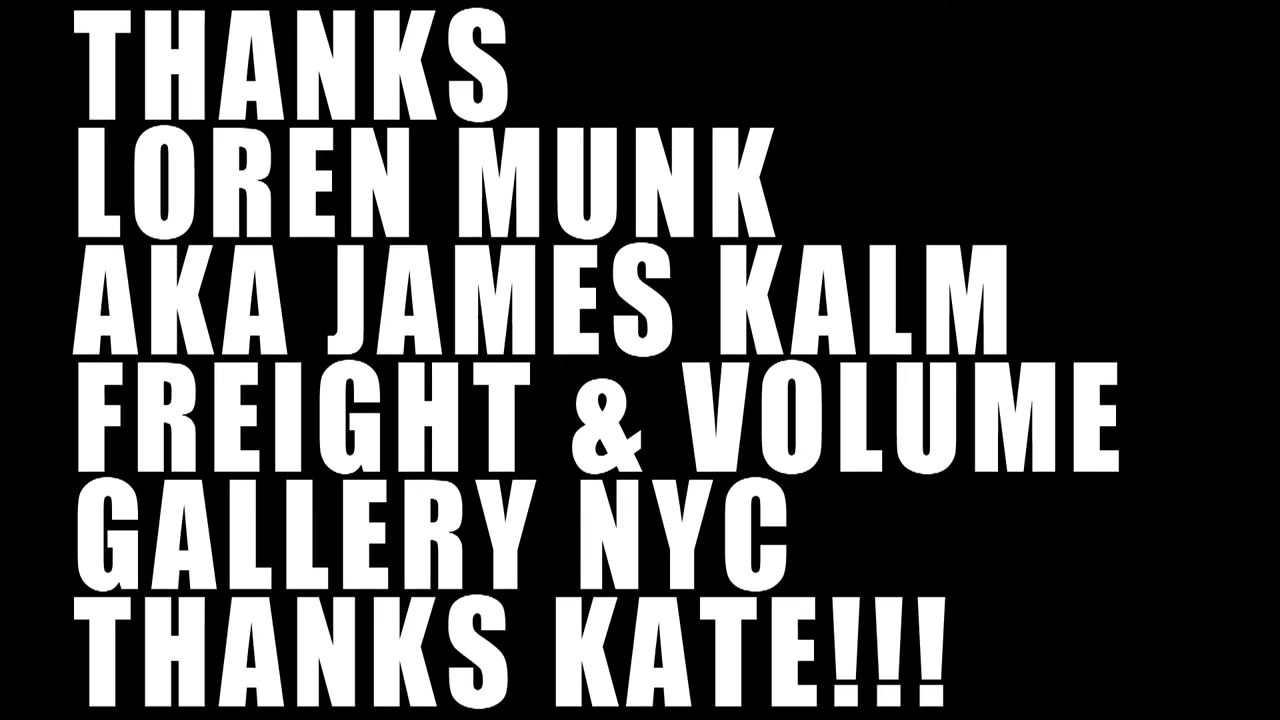 THANKS
LOREN MUNK
AKA JAMES KALM
FREIGHT & VOLUME
GALLERY NYC
THANKS KATE!!!